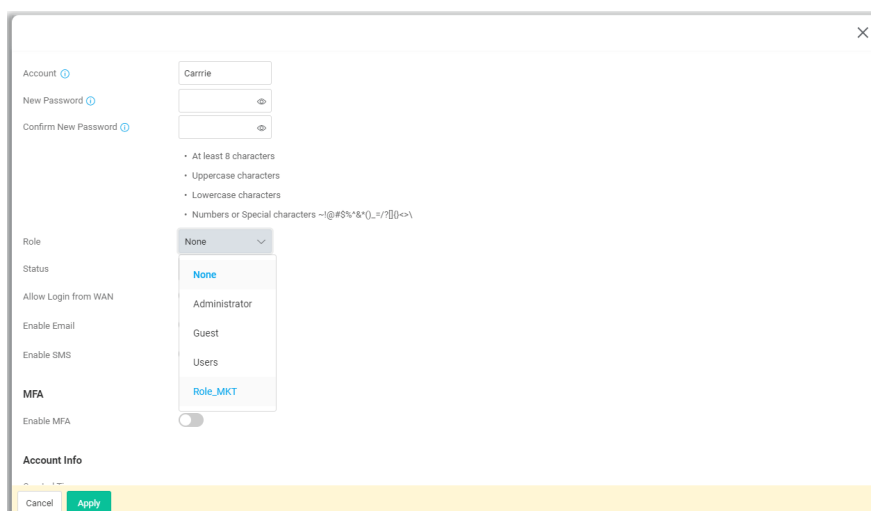 Account
Carrrie
New Password
Confirm New Password
• At least 8 characters
• Uppercase characters
• Lowercase characters
• Numbers or Special characters ~!@#$%^&*()_=/?[]{}<>\
Role
None
Status
None
Allow Login from WAN
Administrator
Enable Email
Guest
Enable SMS
Users
MFA
Role_MKT
Enable MFA
Account Info
Cancel
Apply